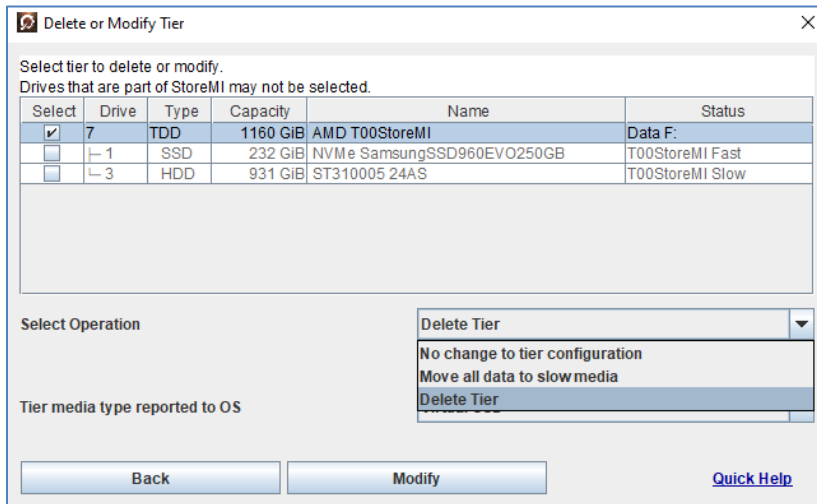 Delete or Modify Tier
Select tier to delete or modify.
Drives that are part of StoreMI may not be selected.
Select Drive Type Capacity Name Status
7 TDD 1160 GiB AMD T00StoreMI Data F:
1 SSD 232 GiB NVMe SamsungSSD960EVO250GB T00StoreMI Fast
3 HDD 931 GiB ST310005 24AS T00StoreMI Slow
Select Operation Delete Tier
No change to tier configuration
Move all data to slow media
Delete Tier
Tier media type reported to OS
Back Modify Quick Help